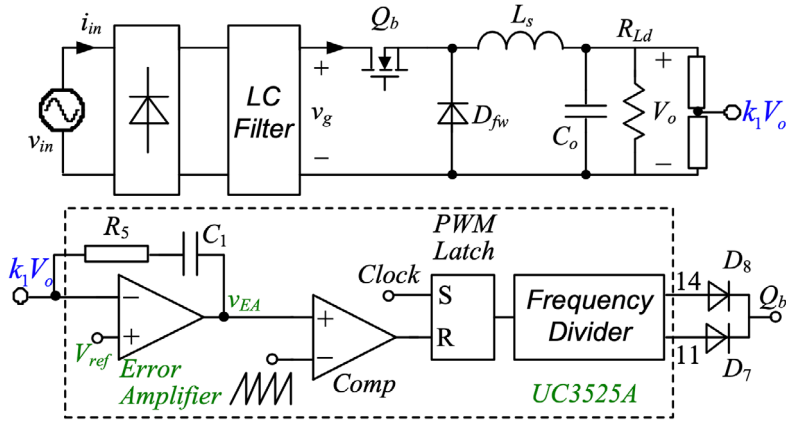 i_in
Q_b
L_s
R_Ld
v_in
LC
Filter
+
v_g
−
D_fw
C_o
+
V_o
−
k_1V_o
R_5
C_1
PWM
Latch
k_1V_o
−
+
V_ref
v_EA
Error
Amplifier
+
−
Comp
Clock
S
R
Frequency
Divider
14
11
D_8
D_7
Q_b
UC3525A